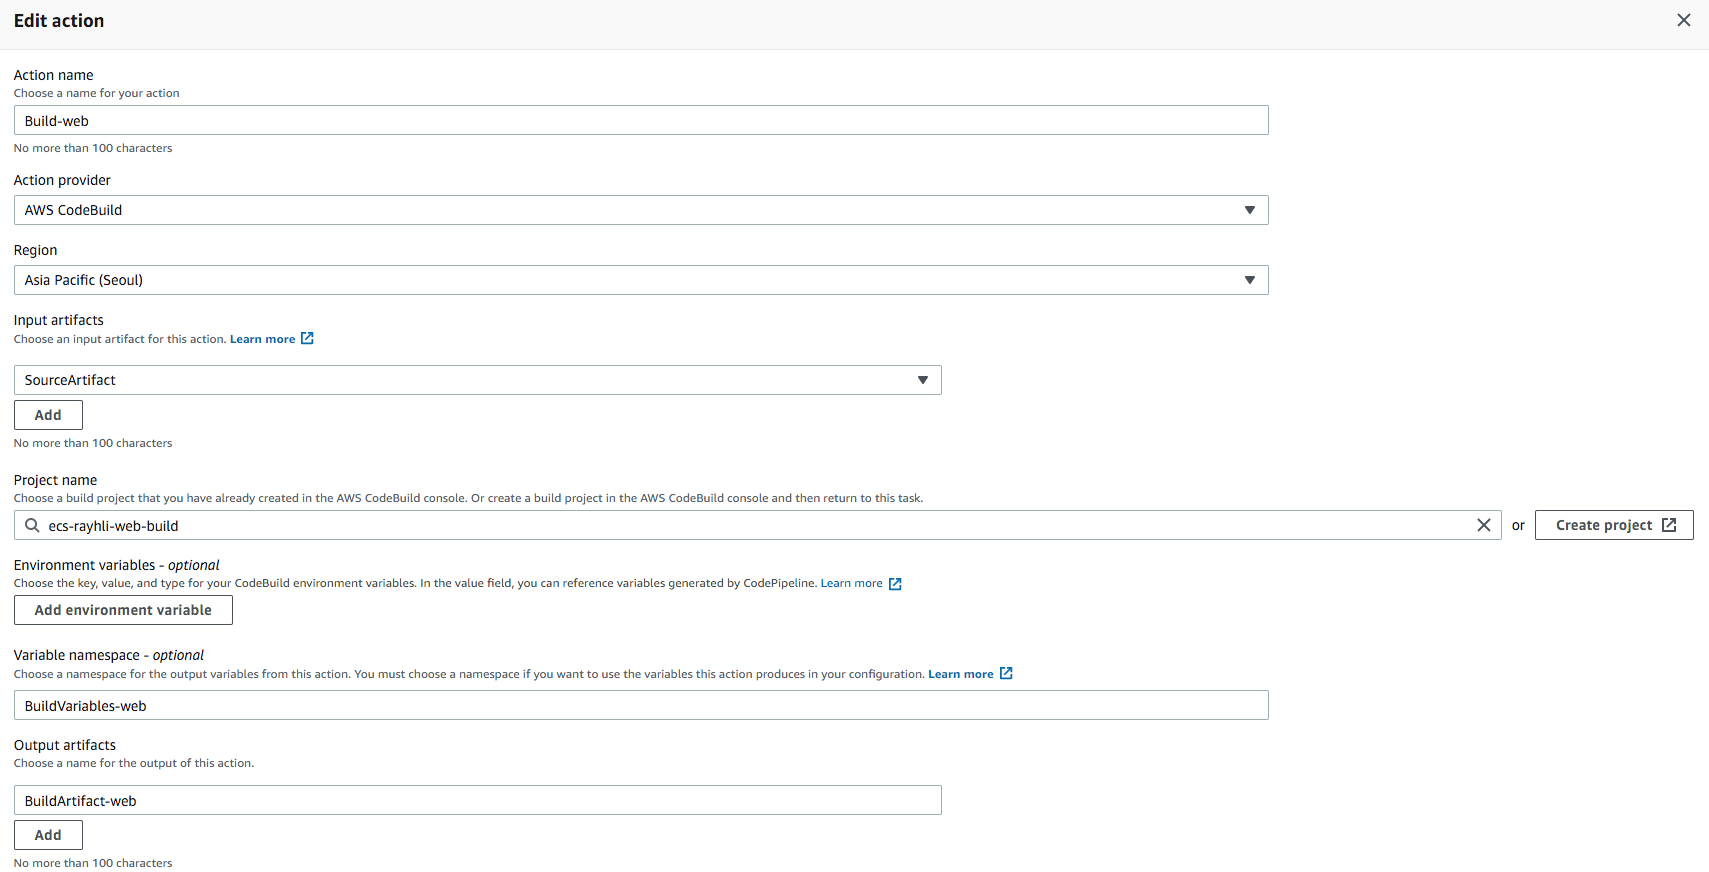 Edit action
Action name
Choose a name for your action
Build-web
No more than 100 characters
Action provider
AWS CodeBuild
Region
Asia Pacific (Seoul)
Input artifacts
Choose an input artifact for this action. Learn more
SourceArtifact
Add
No more than 100 characters
Project name
Choose a build project that you have already created in the AWS CodeBuild console. Or create a build project in the AWS CodeBuild console and then return to this task.
ecs-rayhli-web-build or Create project
Environment variables - optional
Choose the key, value, and type for your CodeBuild environment variables. In the value field, you can reference variables generated by CodePipeline. Learn more
Add environment variable
Variable namespace - optional
Choose a namespace for the output variables from this action. You must choose a namespace if you want to use the variables this action produces in your configuration. Learn more
BuildVariables-web
Output artifacts
Choose a name for the output of this action.
BuildArtifact-web
Add
No more than 100 characters